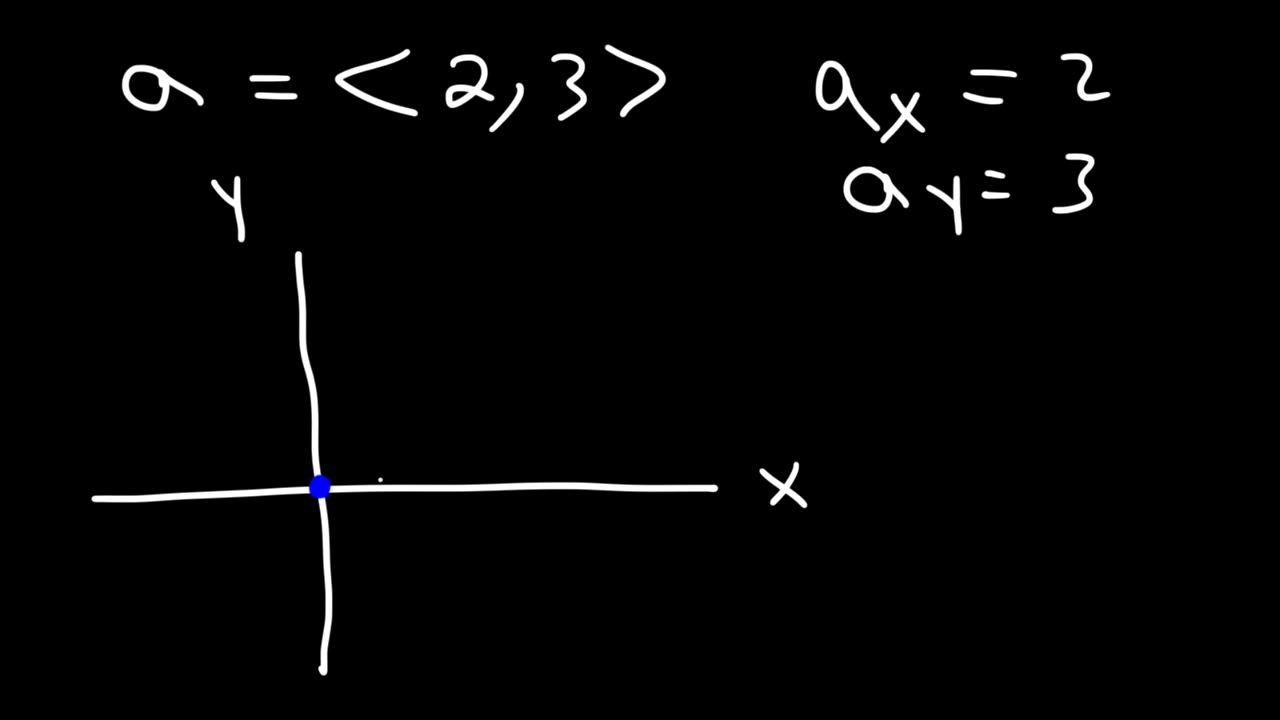 a = <2,3> ax = 2
ay = 3
y
x